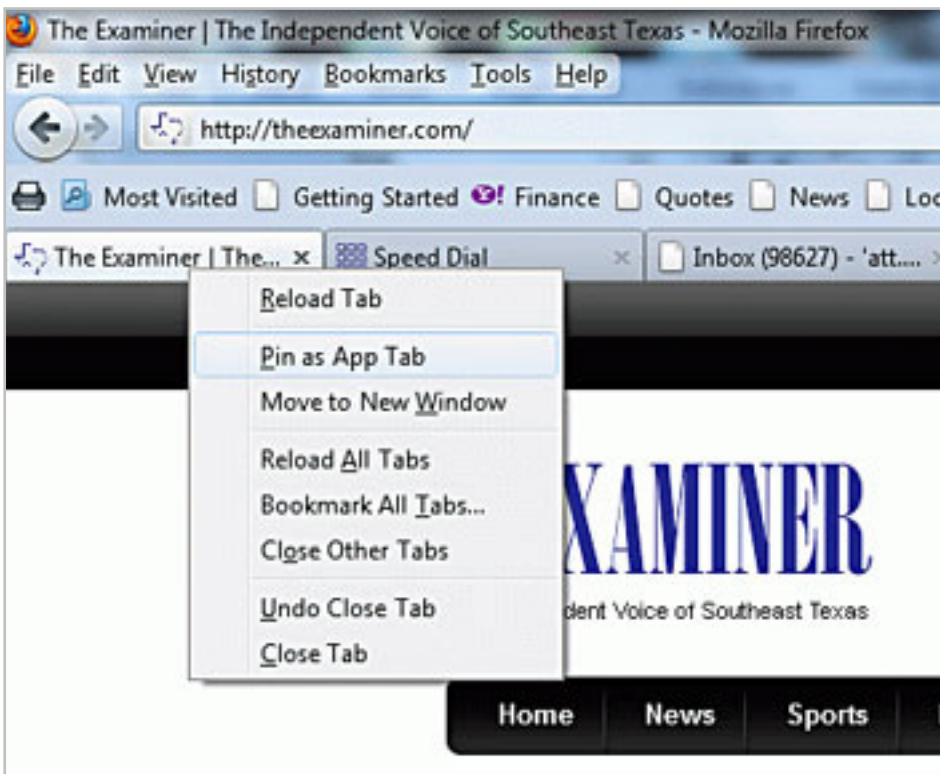 The Examiner | The Independent Voice of Southeast Texas - Mozilla Firefox
File Edit View History Bookmarks Tools Help
http://theexaminer.com/
Most Visited Getting Started Finance Quotes News Loc
The Examiner | The... Speed Dial Inbox (98627) - 'att....
Reload Tab
Pin as App Tab
Move to New Window
Reload All Tabs
Bookmark All Tabs...
Close Other Tabs
Undo Close Tab
Close Tab
XAMINER
dent Voice of Southeast Texas
Home News Sports